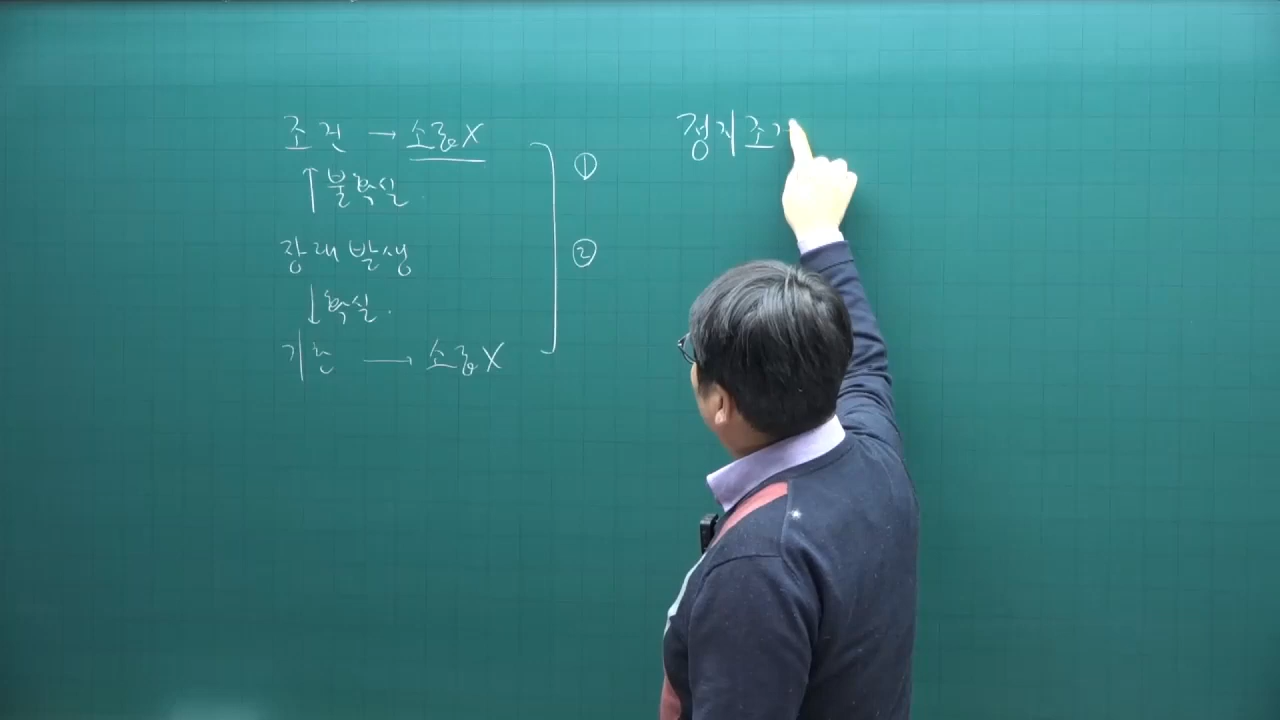 조건 → 소급X
↑ 불확실.
장래 발생
↓ 확실.
기한 → 소급X
①
②
정지조